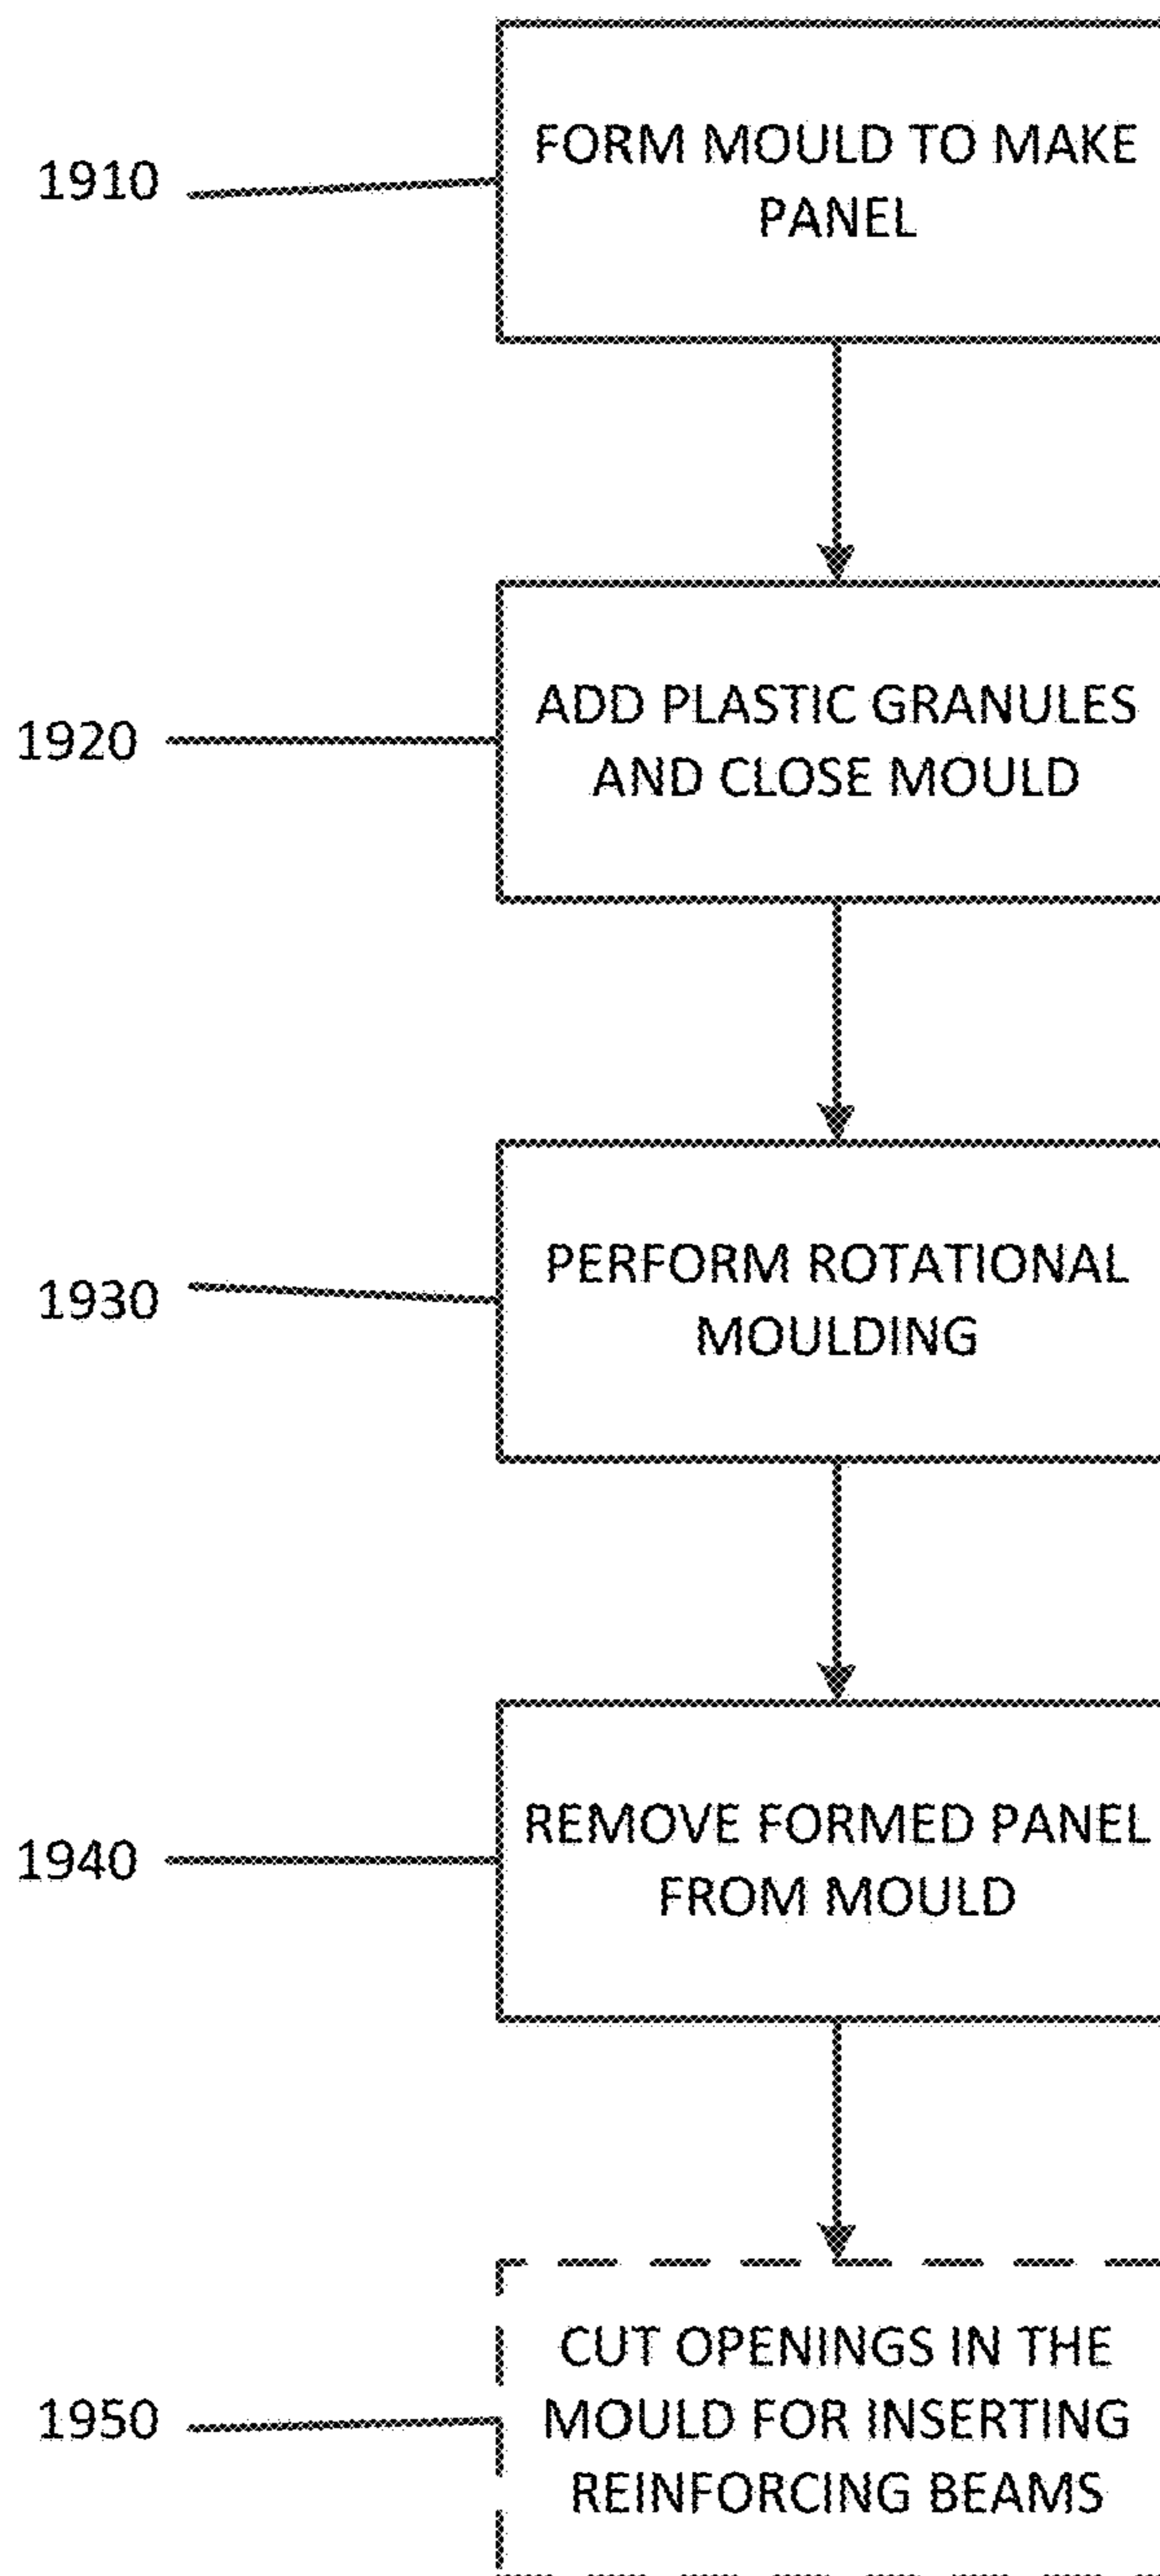 1910
FORM MOULD TO MAKE
PANEL
1920
ADD PLASTIC GRANULES
AND CLOSE MOULD
1930
PERFORM ROTATIONAL
MOULDING
1940
REMOVE FORMED PANEL
FROM MOULD
1950
CUT OPENINGS IN THE
MOULD FOR INSERTING
REINFORCING BEAMS